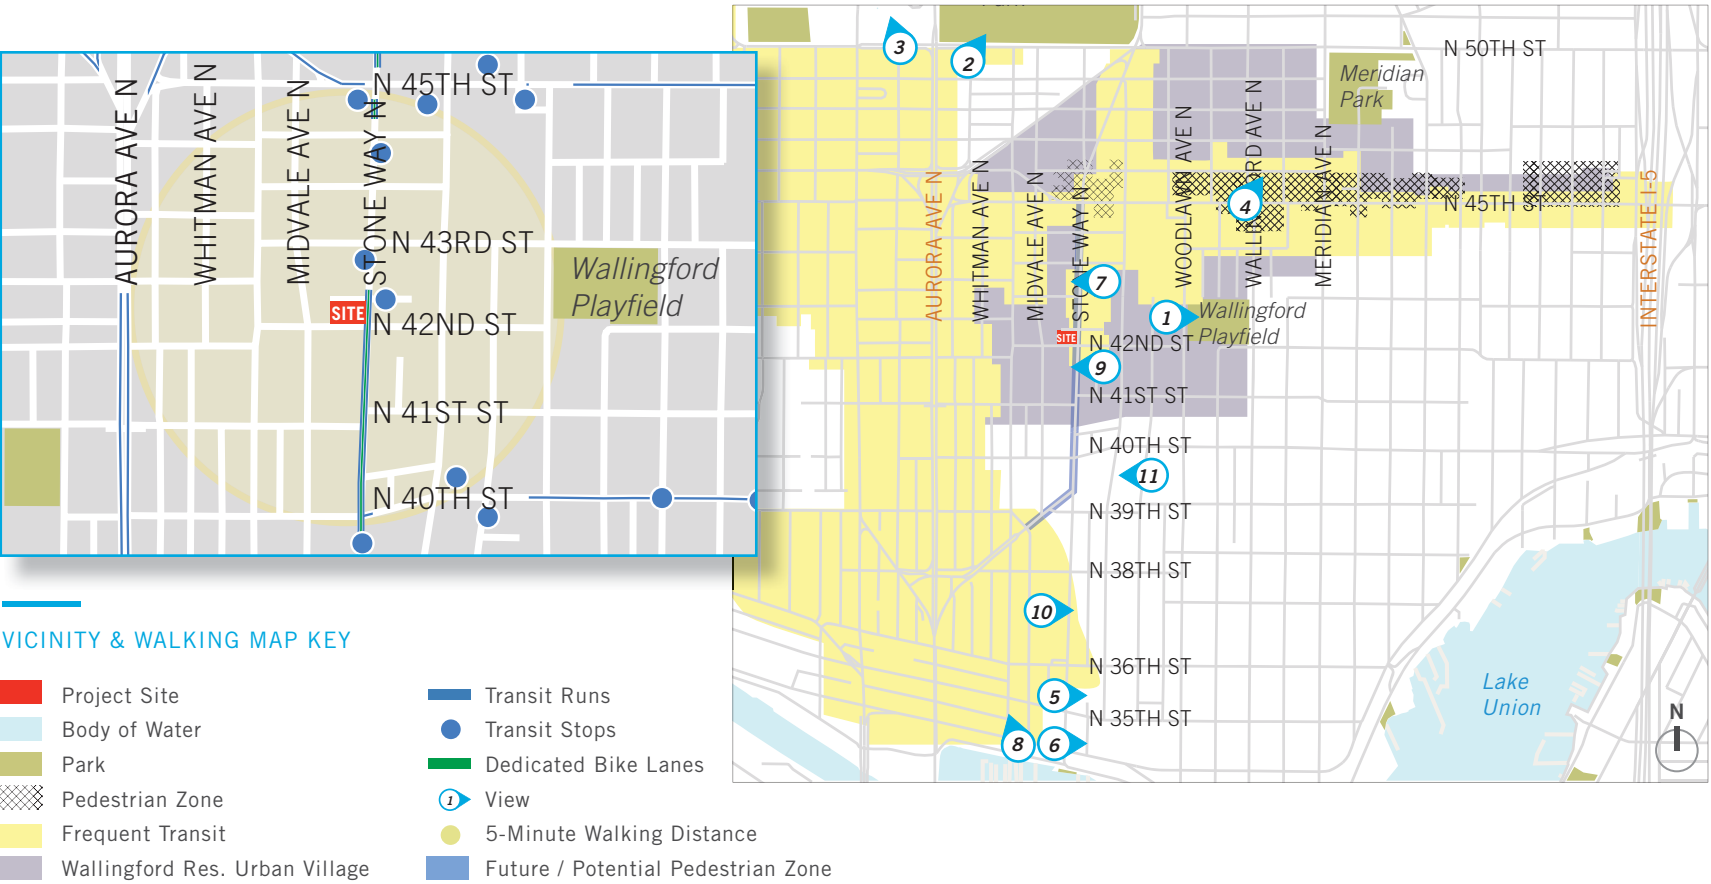 N 45TH ST
AURORA AVE N
WHITMAN AVE N
MIDVALE AVE N
STONE WAY N
N 43RD ST
Wallingford
Playfield
SITE
N 42ND ST
N 41ST ST
N 40TH ST
3
2
N 50TH ST
Meridian
Park
AURORA AVE N
WHITMAN AVE N
MIDVALE AVE N
WOODLAWN AVE N
MERIDIAN AVE N
4
N 45TH ST
INTERSTATE I-5
7
1
Wallingford
Playfield
SITE
N 42ND ST
9
N 41ST ST
N 40TH ST
11
N 39TH ST
N 38TH ST
10
N 36TH ST
5
N 35TH ST
8
6
Lake
Union
N
VICINITY & WALKING MAP KEY
Project Site
Body of Water
Park
Pedestrian Zone
Frequent Transit
Wallingford Res. Urban Village
Transit Runs
Transit Stops
Dedicated Bike Lanes
1
View
5-Minute Walking Distance
Future / Potential Pedestrian Zone